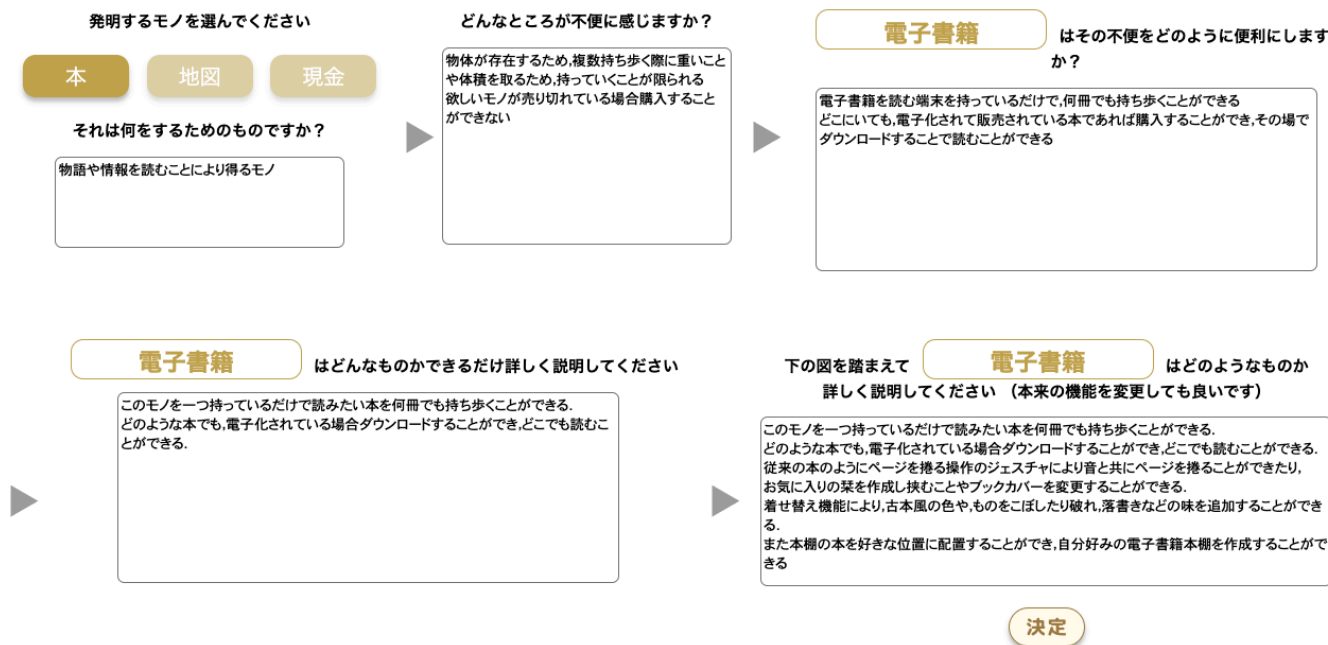 発明するモノを選んでください
本
地図
現金
それは何をするためのものですか？
物語や情報を読むことにより得るモノ
どんなところが不便に感じますか？
物体が存在するため,複数持ち歩く際に重いこと
や体積を取るため,持っていくことが限られる
欲しいモノが売り切れている場合購入すること
ができない
電子書籍 はその不便をどのように便利にします
か？
電子書籍を読む端末を持っているだけで,何冊でも持ち歩くことができる
どこにいても,電子化されて販売されている本であれば購入することができ,その場で
ダウンロードすることで読むことができる
電子書籍 はどんなものかできるだけ詳しく説明してください
このモノを一つ持っているだけで読みたい本を何冊でも持ち歩くことができる.
どのような本でも,電子化されている場合ダウンロードすることができ,どこでも読むこ
とができる.
下の図を踏まえて 電子書籍 はどのようなものか
詳しく説明してください （本来の機能を変更しても良いです）
このモノを一つ持っているだけで読みたい本を何冊でも持ち歩くことができる.
どのような本でも,電子化されている場合ダウンロードすることができ,どこでも読むことができる.
従来の本のようにページを捲る操作のジェスチャにより音と共にページを捲ることができたり,
お気に入りの栞を作成し挟むことやブックカバーを変更することができる.
着せ替え機能により,古本風の色や,ものをこぼしたり破れ,落書きなどの味を追加することができ
る.
また本棚の本を好きな位置に配置することができ,自分好みの電子書籍本棚を作成することがで
きる
決定